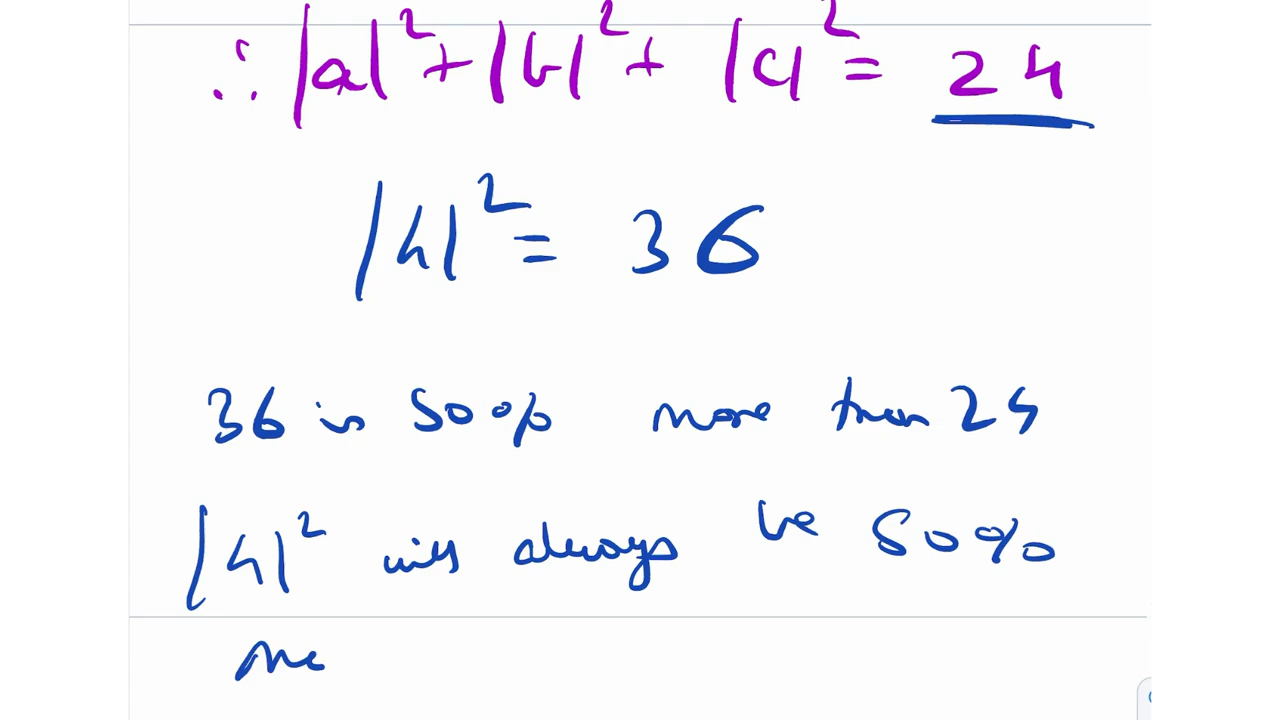 ∴ |a|² + |b|² + |c|² = 24
|h|² = 36
36 is 50% more than 24
|h|² will always be 50%